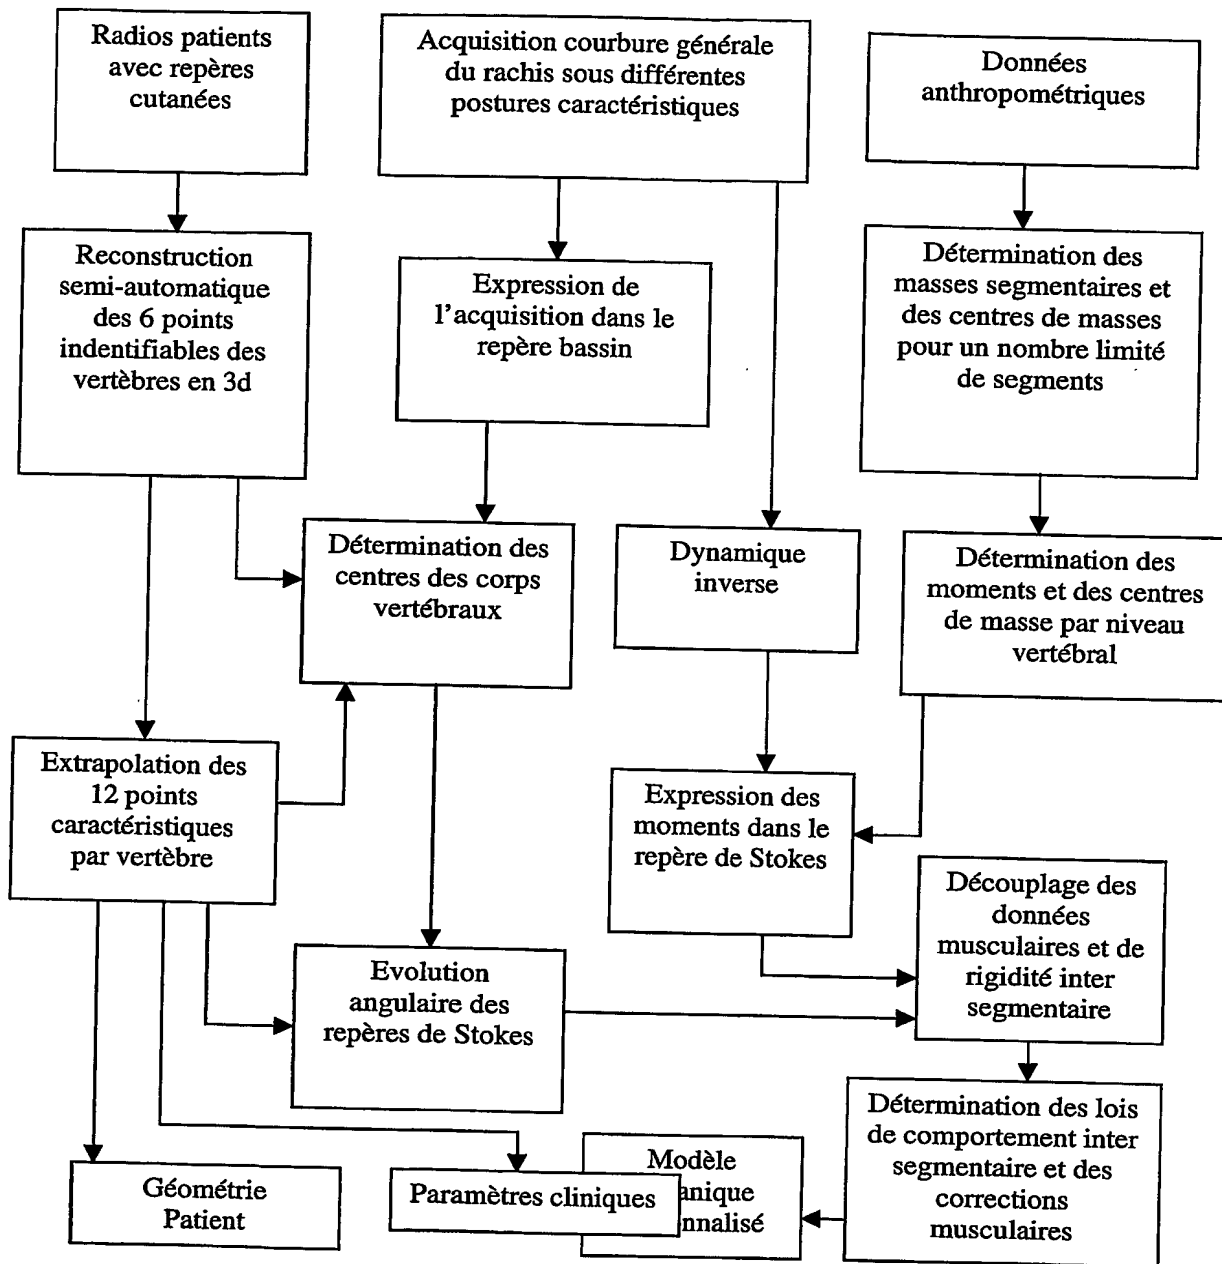 Radios patients
avec repères
cutanées
Acquisition courbure générale
du rachis sous différentes
postures caractéristiques
Données
anthropométriques
Reconstruction
semi-automatique
des 6 points
indentifiables des
vertèbres en 3d
Expression de
l'acquisition dans le
repère bassin
Détermination des
masses segmentaires et
des centres de masses
pour un nombre limité
de segments
Détermination des
centres des corps
vertébraux
Dynamique
inverse
Détermination des
moments et des centres
de masse par niveau
vertébral
Extrapolation des
12 points
caractéristiques
par vertèbre
Expression des
moments dans le
repère de Stokes
Découplage des
données
musculaires et de
rigidité inter
segmentaire
Evolution
angulaire des
repères de Stokes
Détermination des lois
de comportement inter
segmentaire et des
corrections
musculaires
Géométrie
Patient
Paramètres cliniques
Modèle